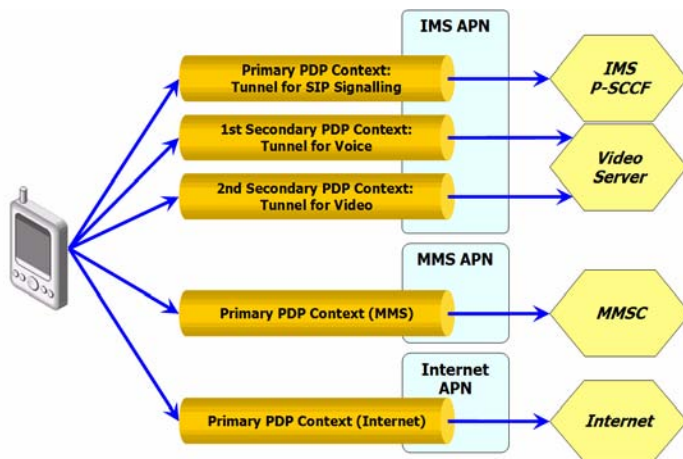 IMS APN
Primary PDP Context:
Tunnel for SIP Signalling
IMS
P-SCCF
1st Secondary PDP Context:
Tunnel for Voice
Video
Server
2nd Secondary PDP Context:
Tunnel for Video
MMS APN
Primary PDP Context (MMS)
MMSC
Internet
APN
Primary PDP Context (Internet)
Internet